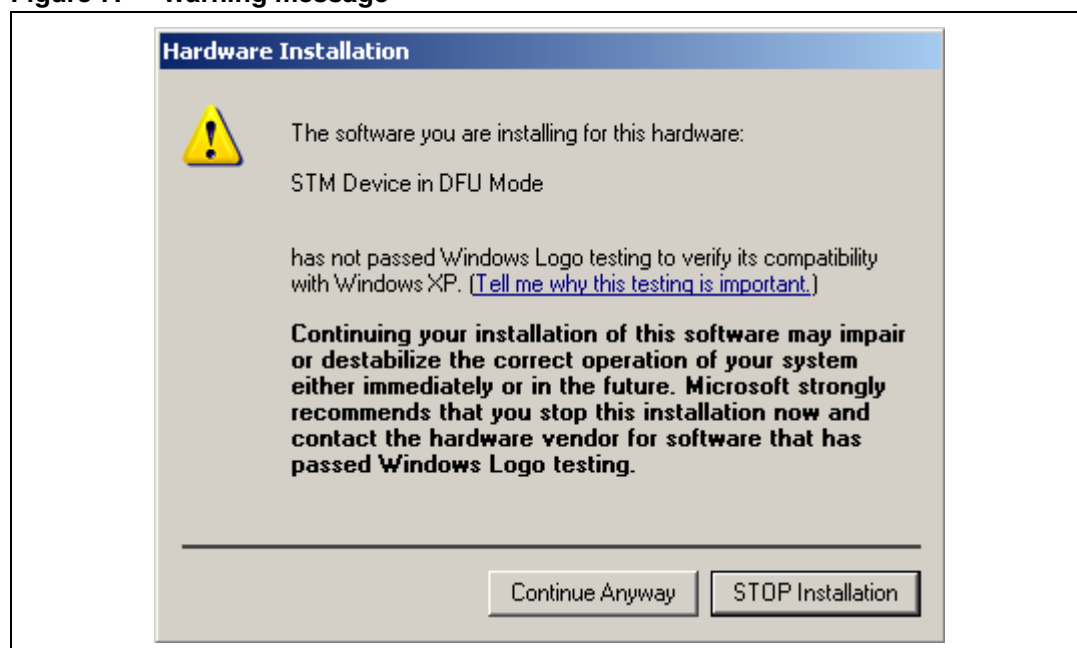 Warning message
Hardware Installation
The software you are installing for this hardware:
STM Device in DFU Mode
has not passed Windows Logo testing to verify its compatibility
with Windows XP. (Tell me why this testing is important.)
Continuing your installation of this software may impair
or destabilize the correct operation of your system
either immediately or in the future. Microsoft strongly
recommends that you stop this installation now and
contact the hardware vendor for software that has
passed Windows Logo testing.
Continue Anyway STOP Installation